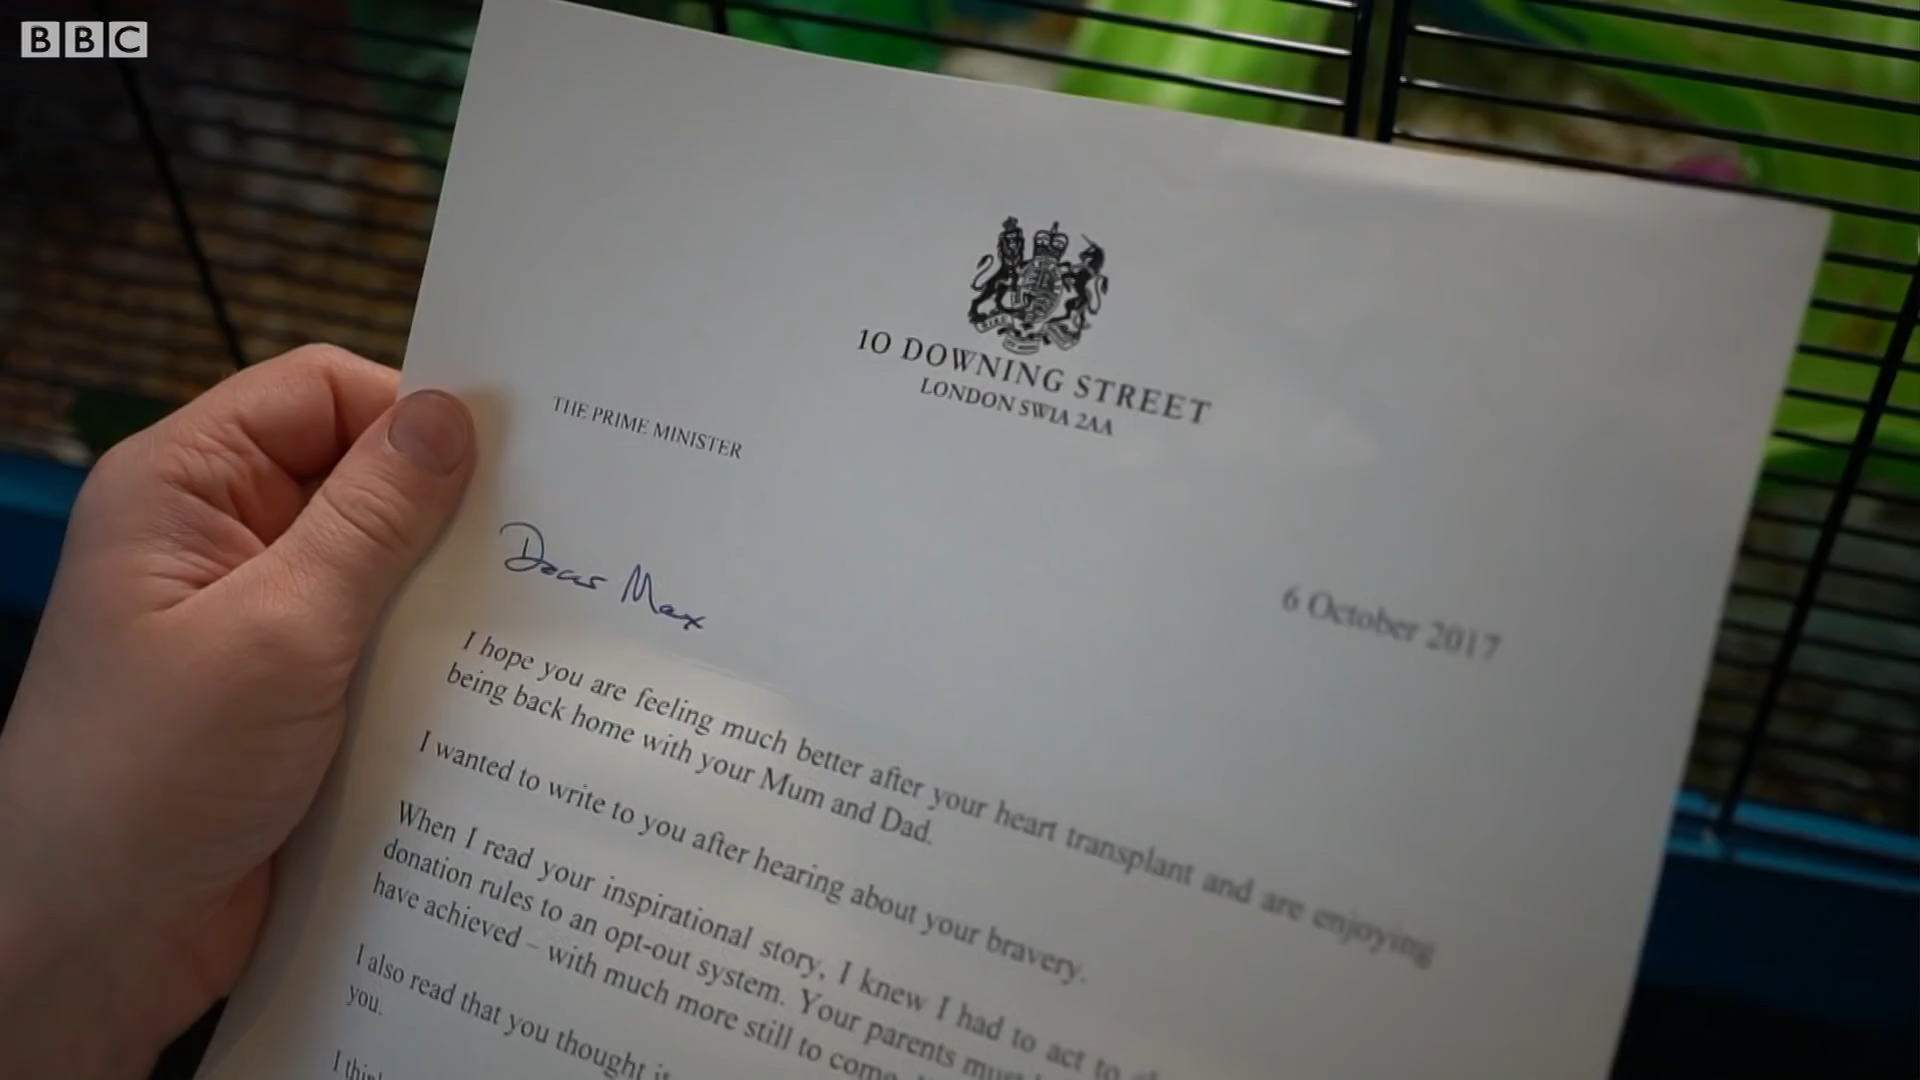 BBC
10 DOWNING STREET
LONDON SW1A 2AA
THE PRIME MINISTER
6 October 2017
Dear Max
I hope you are feeling much better after your heart transplant and are enjoying
being back home with your Mum and Dad.
I wanted to write to you after hearing about your bravery.
When I read your inspirational story, I knew I had to act to
donation rules to an opt-out system. Your parents must
have achieved – with much more still to come
I also read that you thought
you.
I